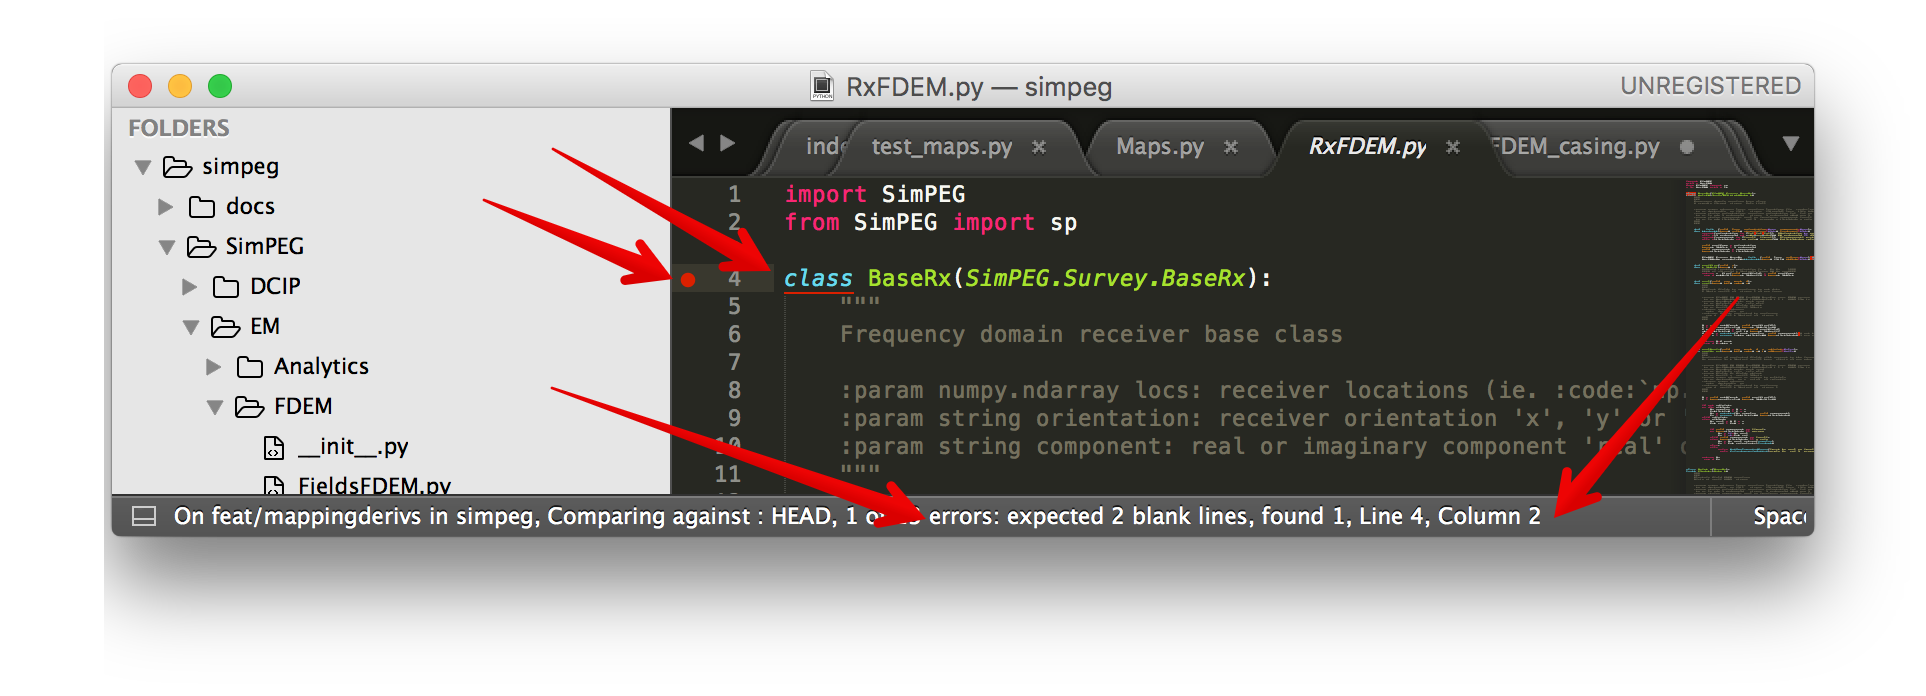 RxFDEM.py — simpeg
UNREGISTERED
FOLDERS
simpeg
docs
SimPEG
DCIP
EM
Analytics
FDEM
__init__.py
FieldsFDEM.py
test_maps.py
Maps.py
RxFDEM.py
FDEM_casing.py
1 import SimPEG
2 from SimPEG import sp
4 class BaseRx(SimPEG.Survey.BaseRx):
5 """
6 Frequency domain receiver base class
7
8 :param numpy.ndarray locs: receiver locations (ie. :code:`np.
9 :param string orientation: receiver orientation 'x', 'y' or '
10 :param string component: real or imaginary component 'real'
11 """
On feat/mappingderivs in simpeg, Comparing against : HEAD, 1 errors: expected 2 blank lines, found 1, Line 4, Column 2
Spac